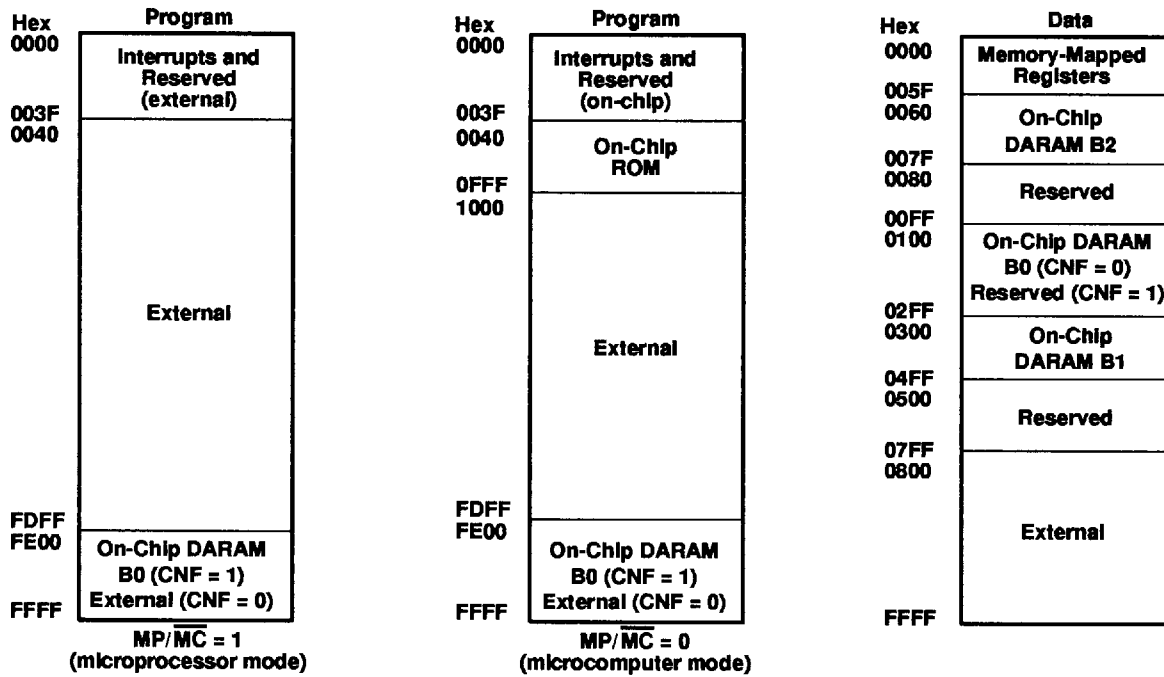 Hex
Program
0000
Interrupts and
Reserved
(external)
003F
0040
External
FDFF
FE00
On-Chip DARAM
B0 (CNF = 1)
External (CNF = 0)
FFFF
MP/MC = 1
(microprocessor mode)
Hex
Program
0000
Interrupts and
Reserved
(on-chip)
003F
0040
On-Chip
ROM
0FFF
1000
External
FDFF
FE00
On-Chip DARAM
B0 (CNF = 1)
External (CNF = 0)
FFFF
MP/MC = 0
(microcomputer mode)
Hex
Data
0000
Memory-Mapped
Registers
005F
0060
On-Chip
DARAM B2
007F
0080
Reserved
00FF
0100
On-Chip DARAM
B0 (CNF = 0)
Reserved (CNF = 1)
02FF
0300
On-Chip
DARAM B1
04FF
0500
Reserved
07FF
0800
External
FFFF